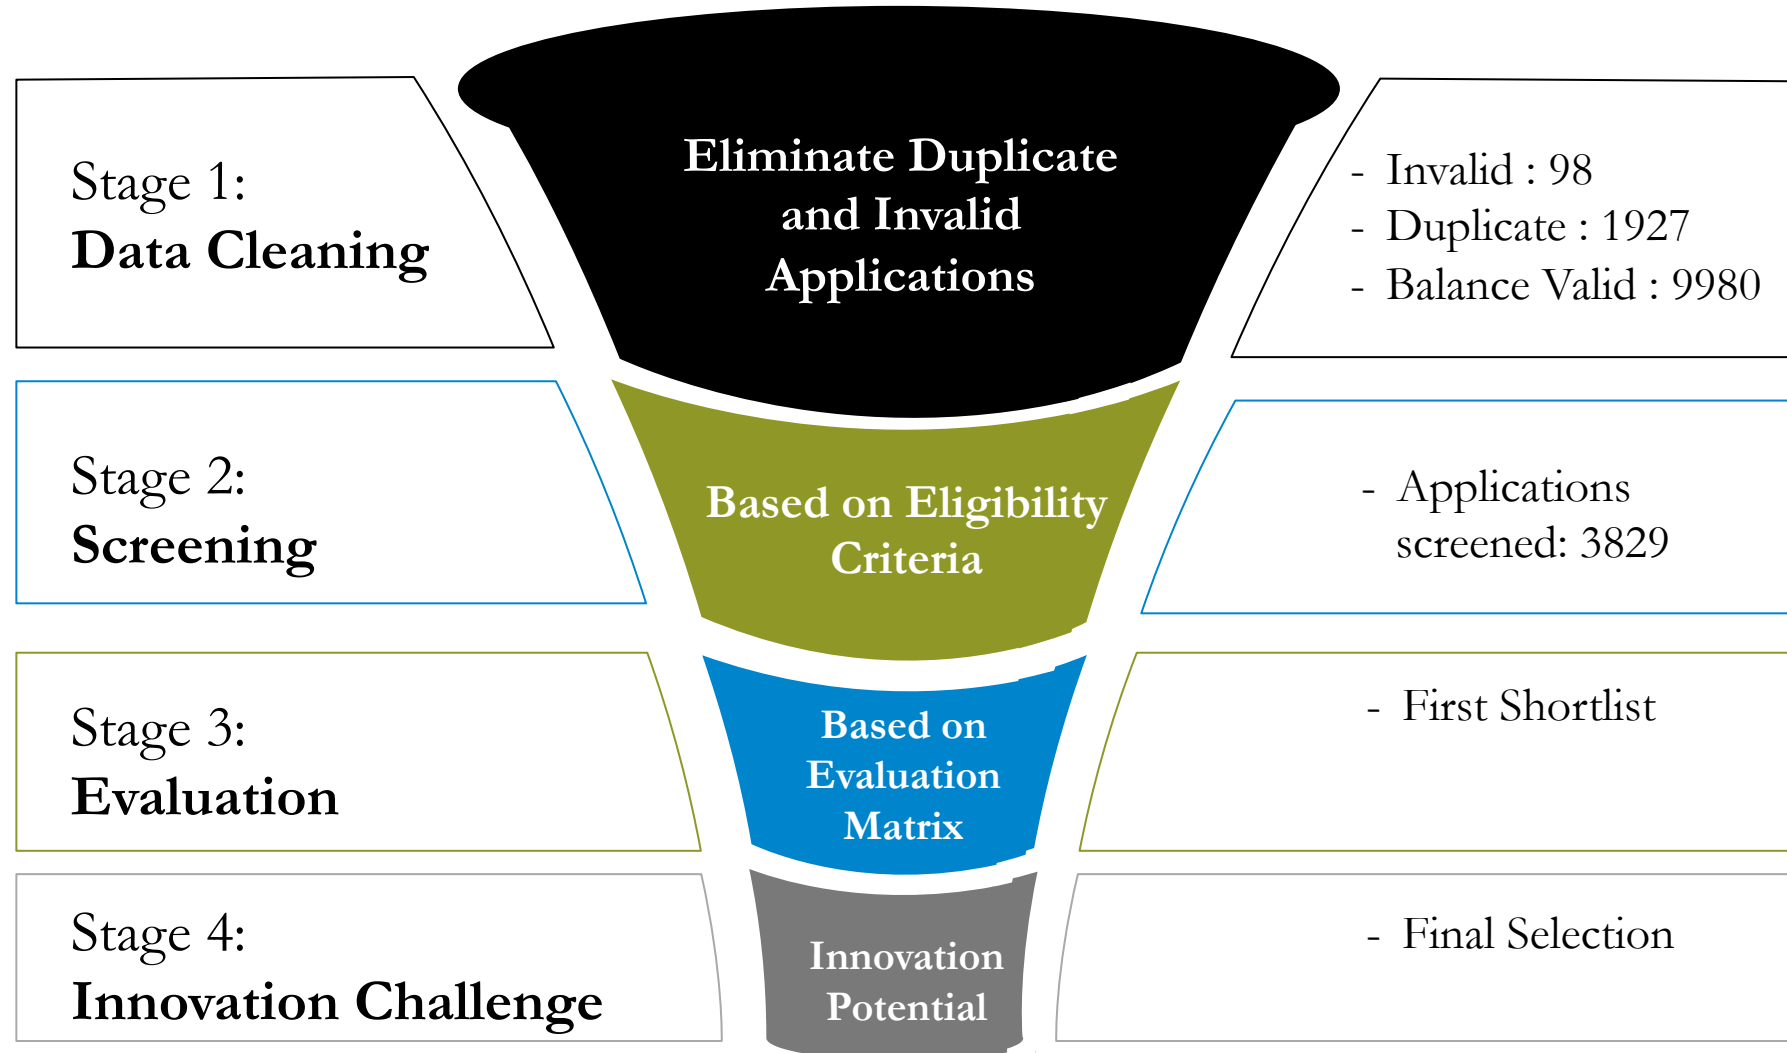 Stage 1:
Data Cleaning
Eliminate Duplicate
and Invalid
Applications
- Invalid : 98
- Duplicate : 1927
- Balance Valid : 9980
Stage 2:
Screening
Based on Eligibility
Criteria
- Applications
screened: 3829
Stage 3:
Evaluation
Based on
Evaluation
Matrix
- First Shortlist
Stage 4:
Innovation Challenge
Innovation
Potential
- Final Selection